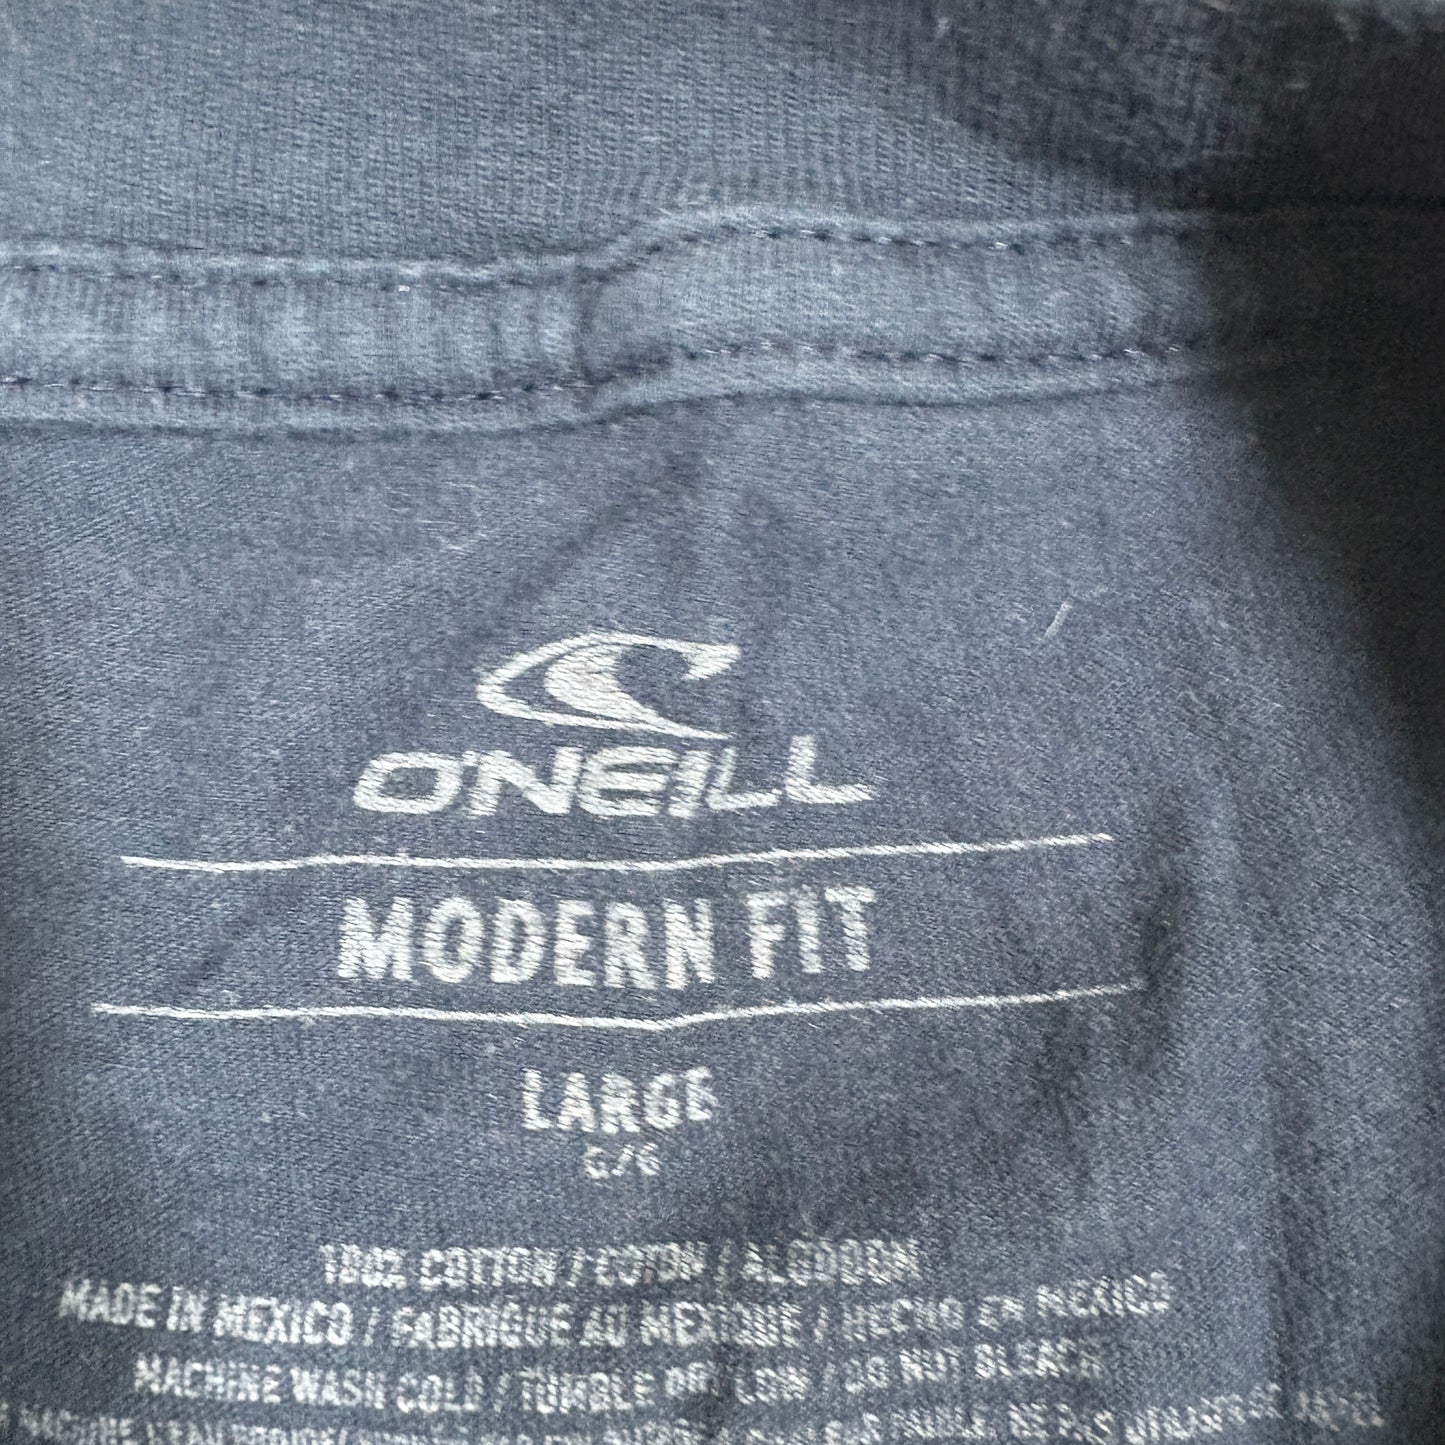 O'NEILL
MODERN FIT
LARGE
G/G
100% COTTON / COTON / ALGODON
MADE IN MEXICO / FABRIQUE AU MEXIQUE / HECHO EN MEXICO
MACHINE WASH COLD / TUMBLE DRY LOW / DO NOT BLEACH